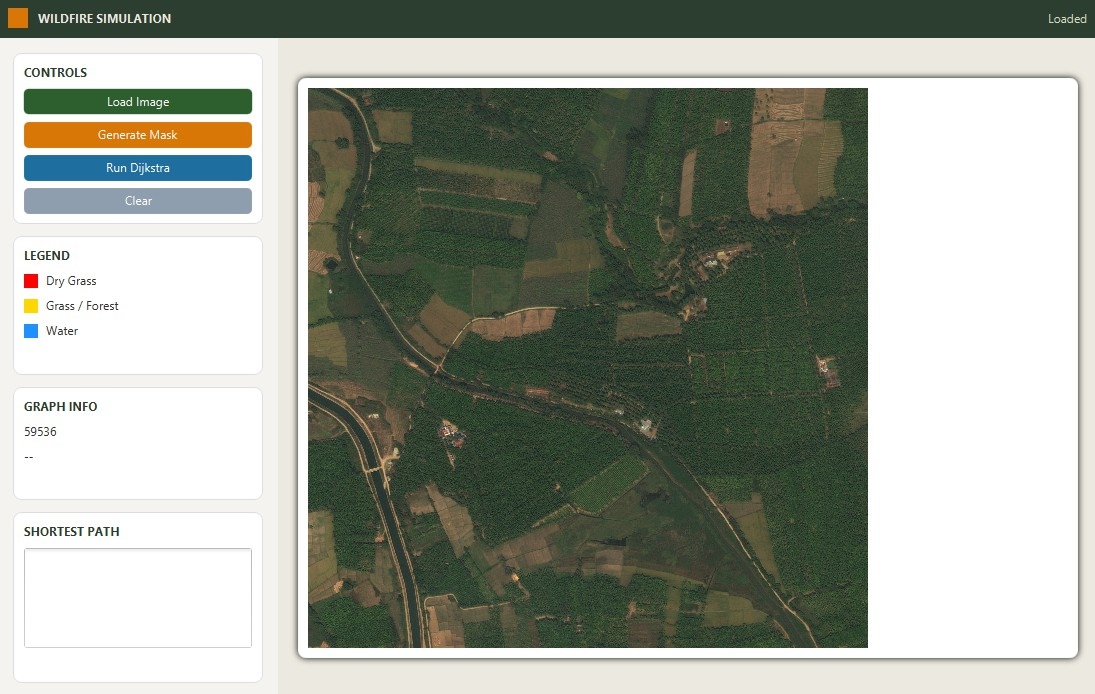 WILDFIRE SIMULATION
Loaded
CONTROLS
Load Image
Generate Mask
Run Dijkstra
Clear
LEGEND
Dry Grass
Grass / Forest
Water
GRAPH INFO
59536
--
SHORTEST PATH